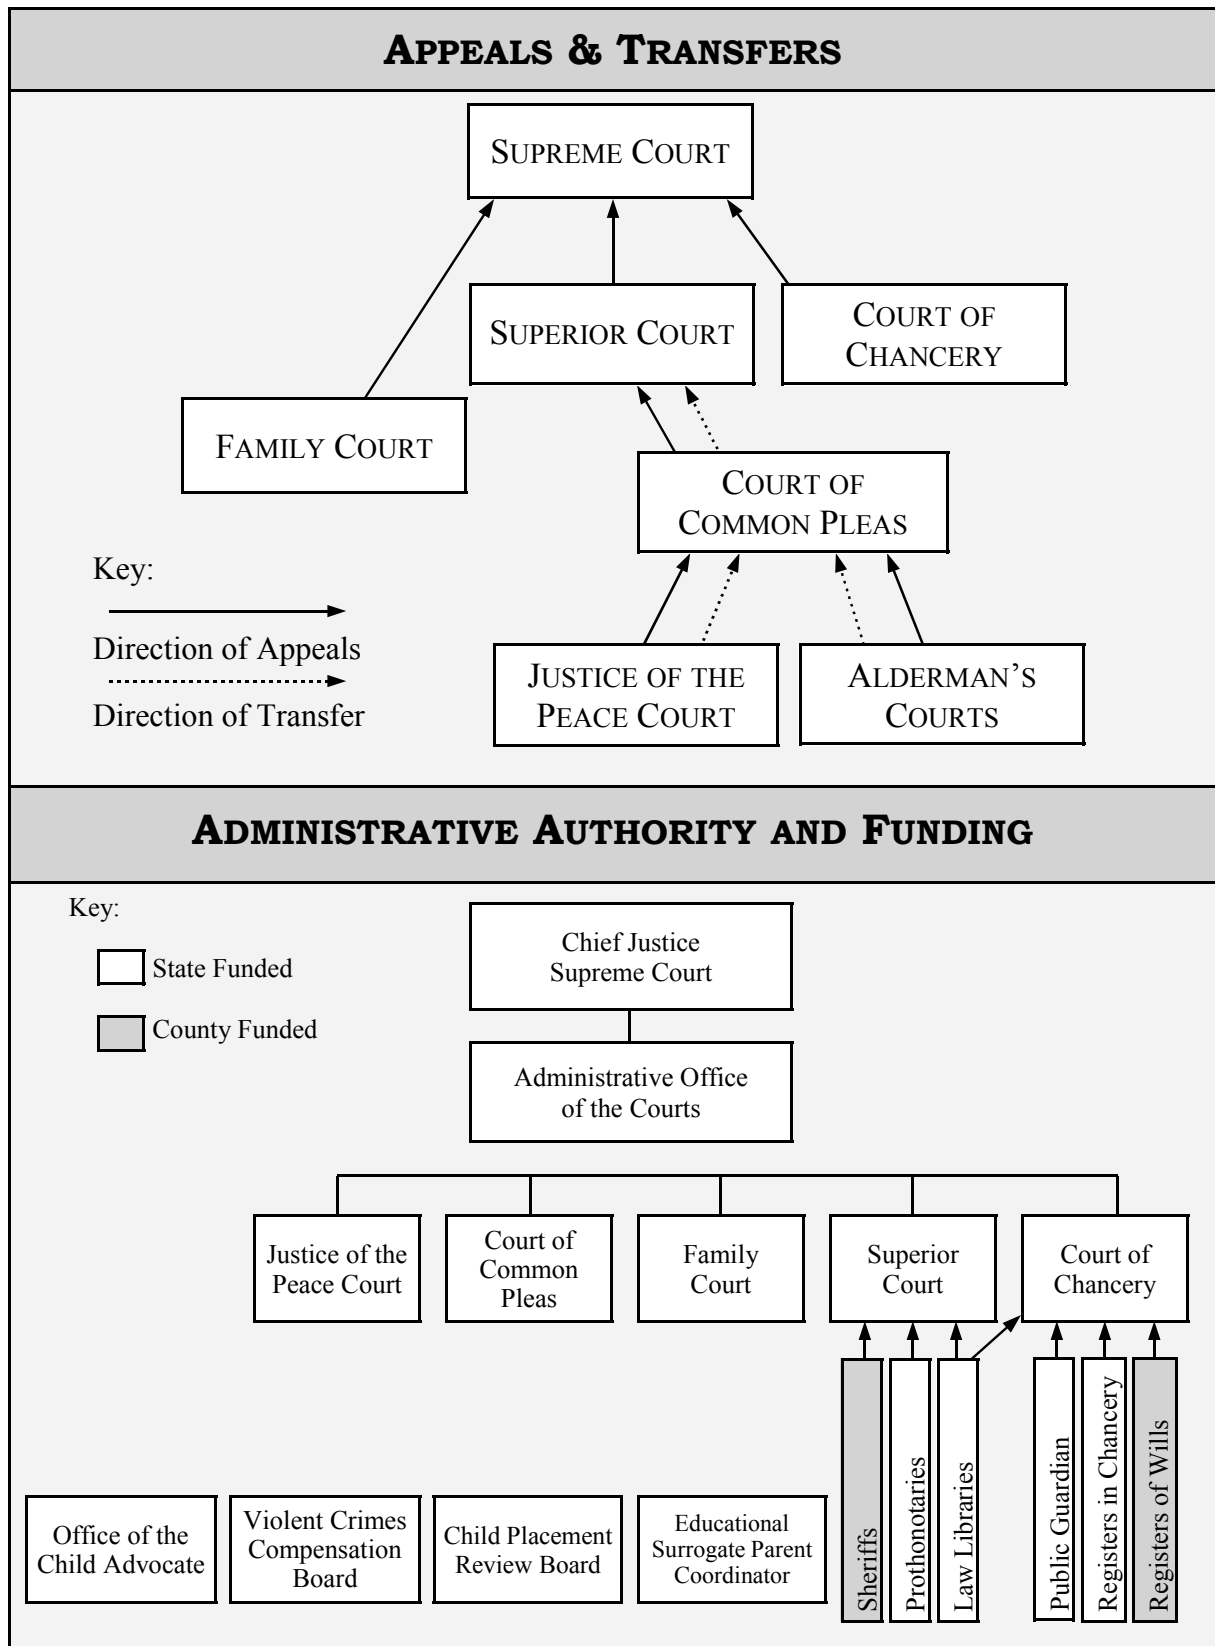 APPEALS & TRANSFERS
SUPREME COURT
SUPERIOR COURT
COURT OF
CHANCERY
FAMILY COURT
COURT OF
COMMON PLEAS
Key:
Direction of Appeals
Direction of Transfer
JUSTICE OF THE
PEACE COURT
ALDERMAN’S
COURTS
ADMINISTRATIVE AUTHORITY AND FUNDING
Key:
State Funded
County Funded
Chief Justice
Supreme Court
Administrative Office
of the Courts
Justice of the
Peace Court
Court of
Common
Pleas
Family
Court
Superior
Court
Court of
Chancery
Sheriffs
Prothonotaries
Law Libraries
Public Guardian
Registers in Chancery
Registers of Wills
Office of the
Child Advocate
Violent Crimes
Compensation
Board
Child Placement
Review Board
Educational
Surrogate Parent
Coordinator